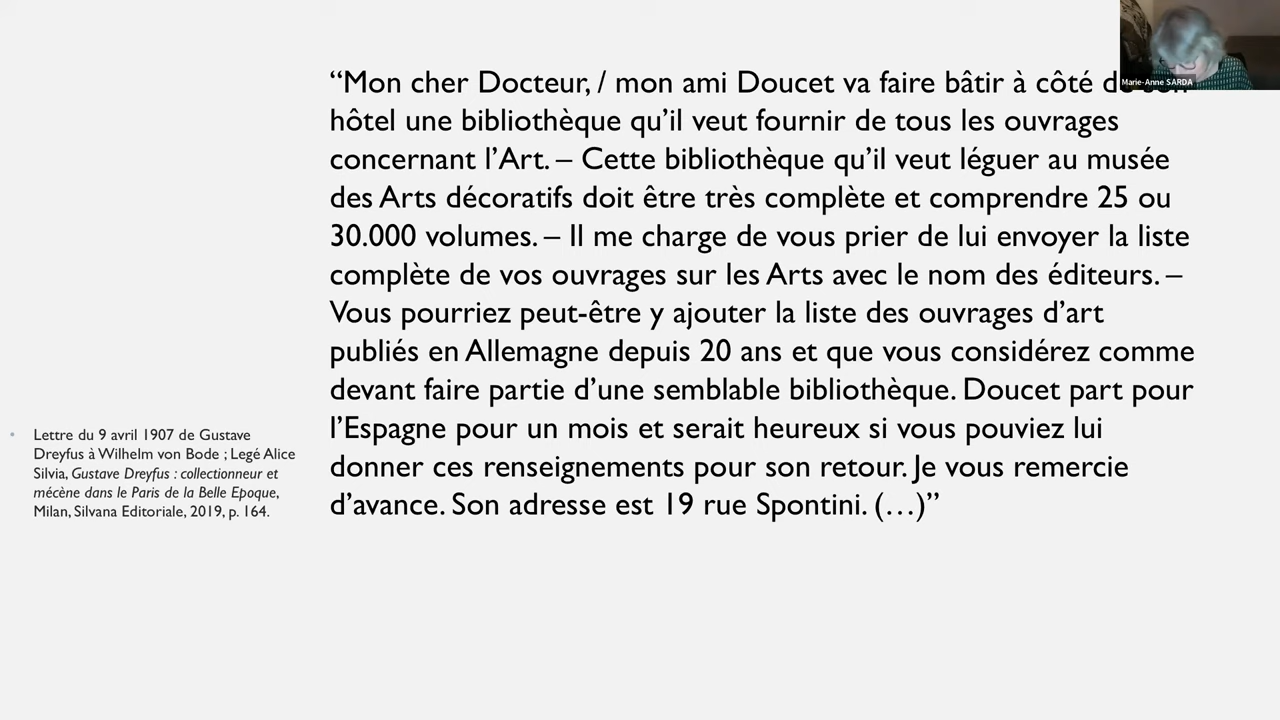 Marie-Anne SARDA
“Mon cher Docteur, / mon ami Doucet va faire bâtir à côté de son
hôtel une bibliothèque qu’il veut fournir de tous les ouvrages
concernant l’Art. – Cette bibliothèque qu’il veut léguer au musée
des Arts décoratifs doit être très complète et comprendre 25 ou
30.000 volumes. – Il me charge de vous prier de lui envoyer la liste
complète de vos ouvrages sur les Arts avec le nom des éditeurs. –
Vous pourriez peut-être y ajouter la liste des ouvrages d’art
publiés en Allemagne depuis 20 ans et que vous considérez comme
devant faire partie d’une semblable bibliothèque. Doucet part pour
l’Espagne pour un mois et serait heureux si vous pouviez lui
donner ces renseignements pour son retour. Je vous remercie
d’avance. Son adresse est 19 rue Spontini. (…)”
Lettre du 9 avril 1907 de Gustave
Dreyfus à Wilhelm von Bode ; Legé Alice
Silvia, Gustave Dreyfus : collectionneur et
mécène dans le Paris de la Belle Epoque,
Milan, Silvana Editoriale, 2019, p. 164.